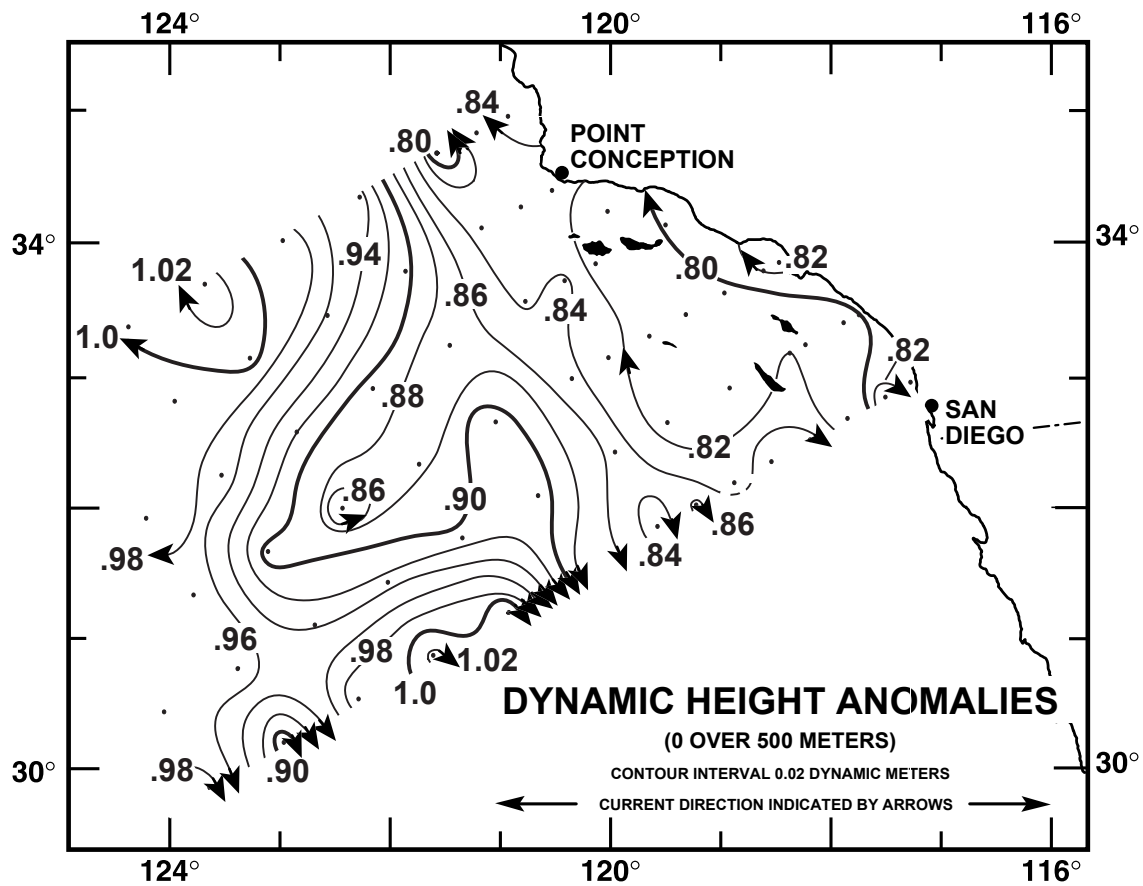 124° 120° 116°
.84
.80
POINT
CONCEPTION
34° 34°
.94
.82
1.02
.80
.86
.84
1.0
.82
.88
SAN
DIEGO
.82
.86
.90
.86
.84
.98
.96
.98
1.02
1.0
DYNAMIC HEIGHT ANOMALIES
(0 OVER 500 METERS)
30° 30°
.98
.90
CONTOUR INTERVAL 0.02 DYNAMIC METERS
CURRENT DIRECTION INDICATED BY ARROWS
124° 120° 116°